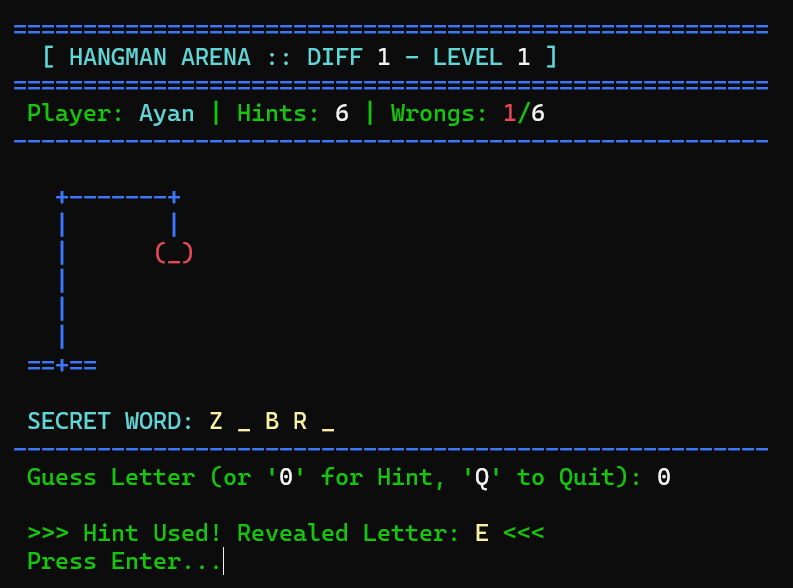 ======================================================
[ HANGMAN ARENA :: DIFF 1 - LEVEL 1 ]
======================================================
Player: Ayan | Hints: 6 | Wrongs: 1/6
------------------------------------------------------
+-------+
|       |
|      (_)
|
|
|
==+==
SECRET WORD: Z _ B R _
------------------------------------------------------
Guess Letter (or '0' for Hint, 'Q' to Quit): 0
>>> Hint Used! Revealed Letter: E <<<
Press Enter...